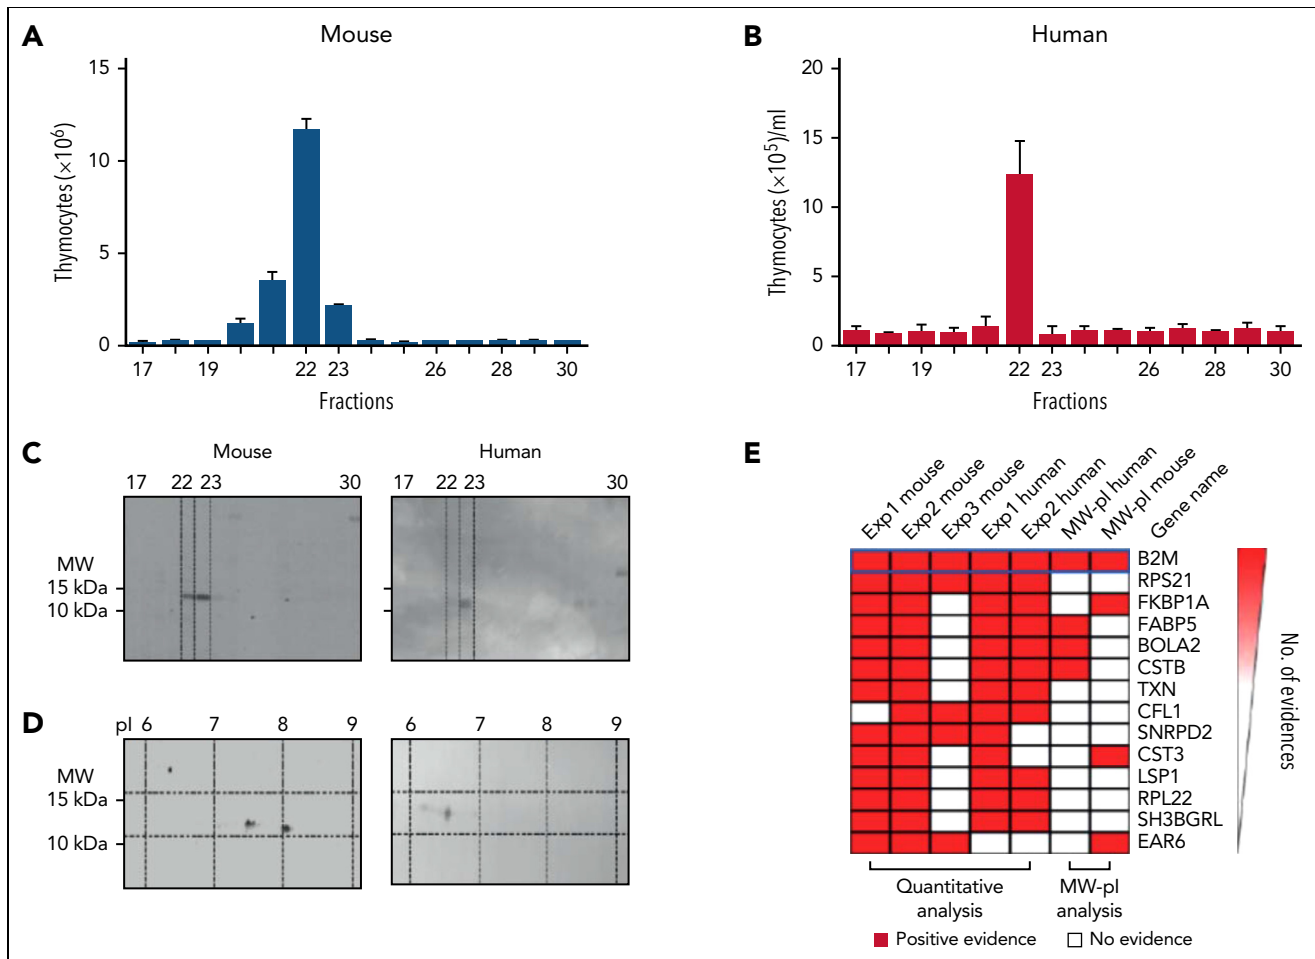 A
Mouse
15
10
5
0
Thymocytes (×10⁶)
17 19 22 23 26 28 30
Fractions
B
Human
20
15
10
5
0
Thymocytes (×10⁵)/ml
17 19 22 23 26 28 30
Fractions
C
Mouse
17 22 23 30
Human
17 22 23 30
MW
15 kDa
10 kDa
D
pI 6 7 8 9
6 7 8 9
MW
15 kDa
10 kDa
E
Exp1 mouse
Exp2 mouse
Exp3 mouse
Exp1 human
Exp2 human
MW-pI human
MW-pI mouse
Gene name
B2M
RPS21
FKBP1A
FABP5
BOLA2
CSTB
TXN
CFL1
SNRPD2
CST3
LSP1
RPL22
SH3BGRL
EAR6
No. of evidences
Quantitative
analysis
MW-pI
analysis
Positive evidence
No evidence